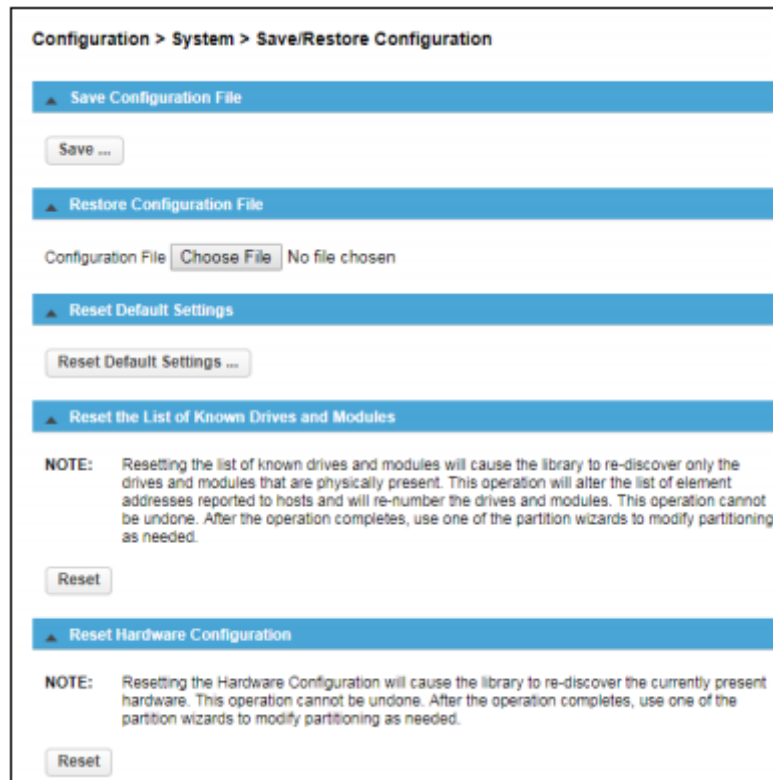 Configuration > System > Save/Restore Configuration
Save Configuration File
Save ...
Restore Configuration File
Configuration File Choose File No file chosen
Reset Default Settings
Reset Default Settings ...
Reset the List of Known Drives and Modules
NOTE: Resetting the list of known drives and modules will cause the library to re-discover only the
drives and modules that are physically present. This operation will alter the list of element
addresses reported to hosts and will re-number the drives and modules. This operation cannot
be undone. After the operation completes, use one of the partition wizards to modify partitioning
as needed.
Reset
Reset Hardware Configuration
NOTE: Resetting the Hardware Configuration will cause the library to re-discover the currently present
hardware. This operation cannot be undone. After the operation completes, use one of the
partition wizards to modify partitioning as needed.
Reset